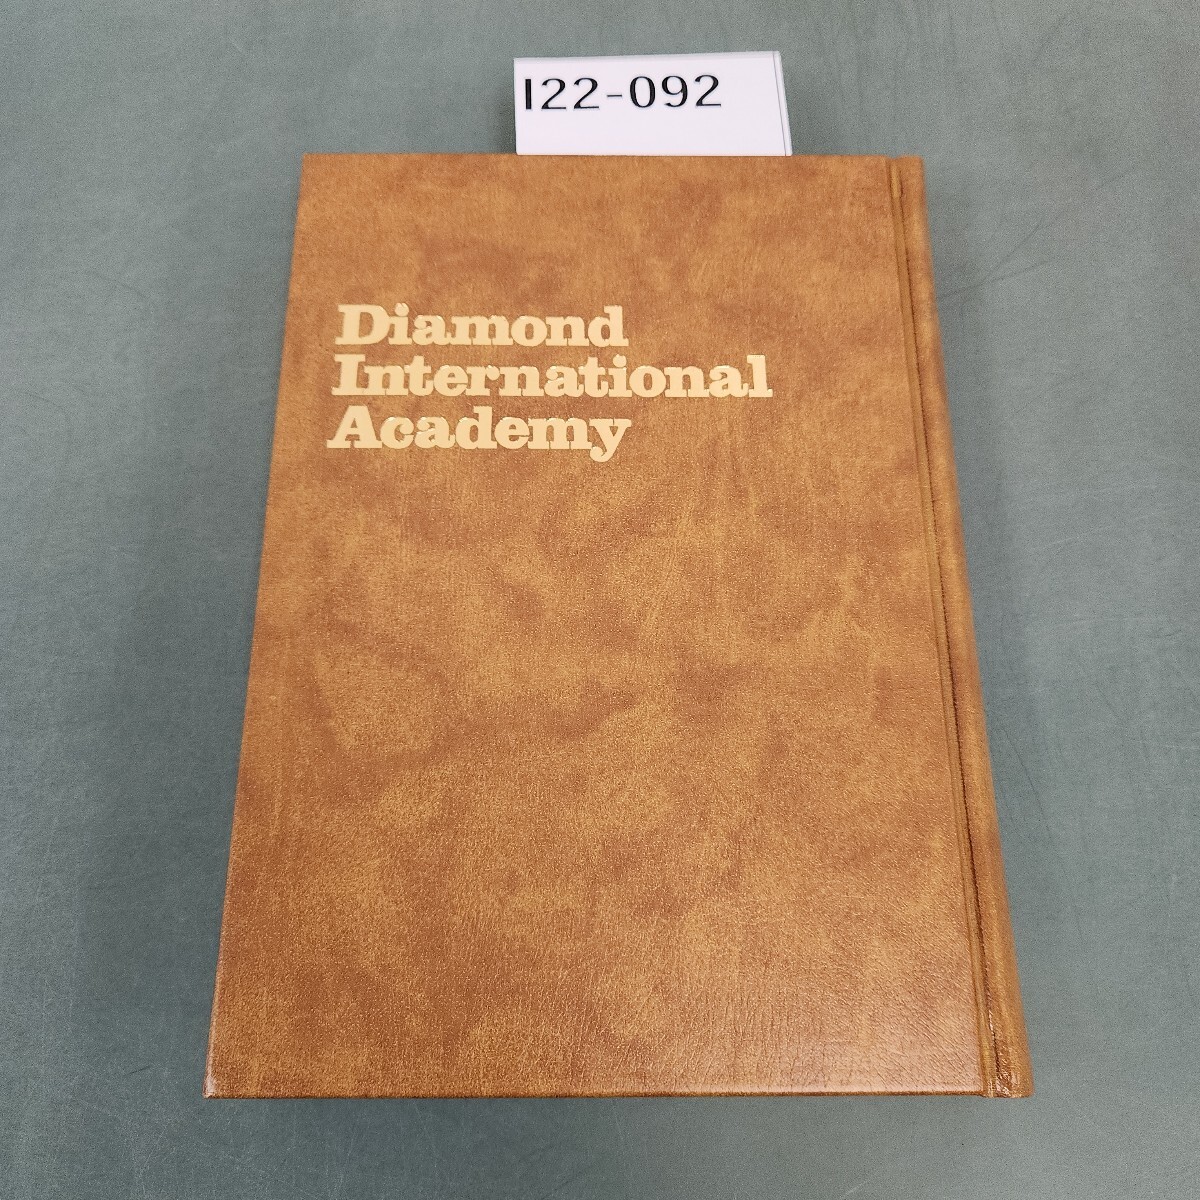 I22-092
Diamond
International
Academy